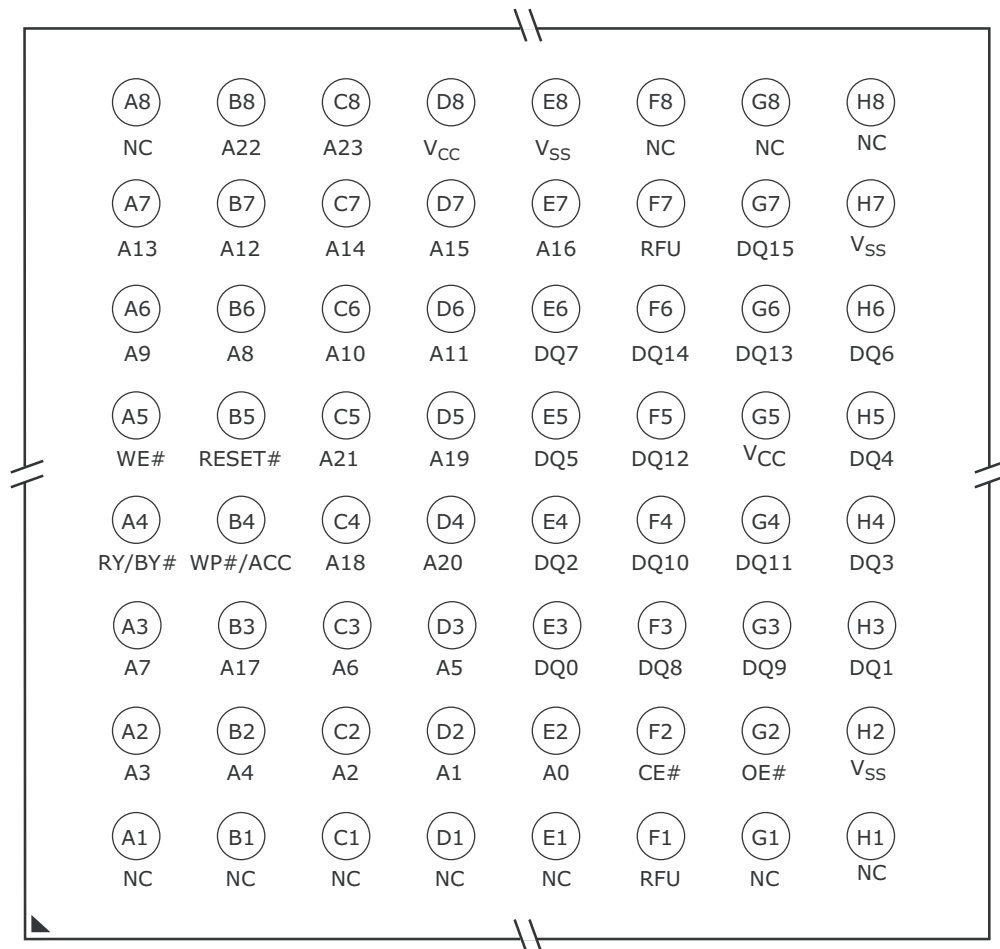 A8 B8 C8 D8 E8 F8 G8 H8
NC A22 A23 VCC VSS NC NC NC
A7 B7 C7 D7 E7 F7 G7 H7
A13 A12 A14 A15 A16 RFU DQ15 VSS
A6 B6 C6 D6 E6 F6 G6 H6
A9 A8 A10 A11 DQ7 DQ14 DQ13 DQ6
A5 B5 C5 D5 E5 F5 G5 H5
WE# RESET# A21 A19 DQ5 DQ12 VCC DQ4
A4 B4 C4 D4 E4 F4 G4 H4
RY/BY# WP#/ACC A18 A20 DQ2 DQ10 DQ11 DQ3
A3 B3 C3 D3 E3 F3 G3 H3
A7 A17 A6 A5 DQ0 DQ8 DQ9 DQ1
A2 B2 C2 D2 E2 F2 G2 H2
A3 A4 A2 A1 A0 CE# OE# VSS
A1 B1 C1 D1 E1 F1 G1 H1
NC NC NC NC NC RFU NC NC